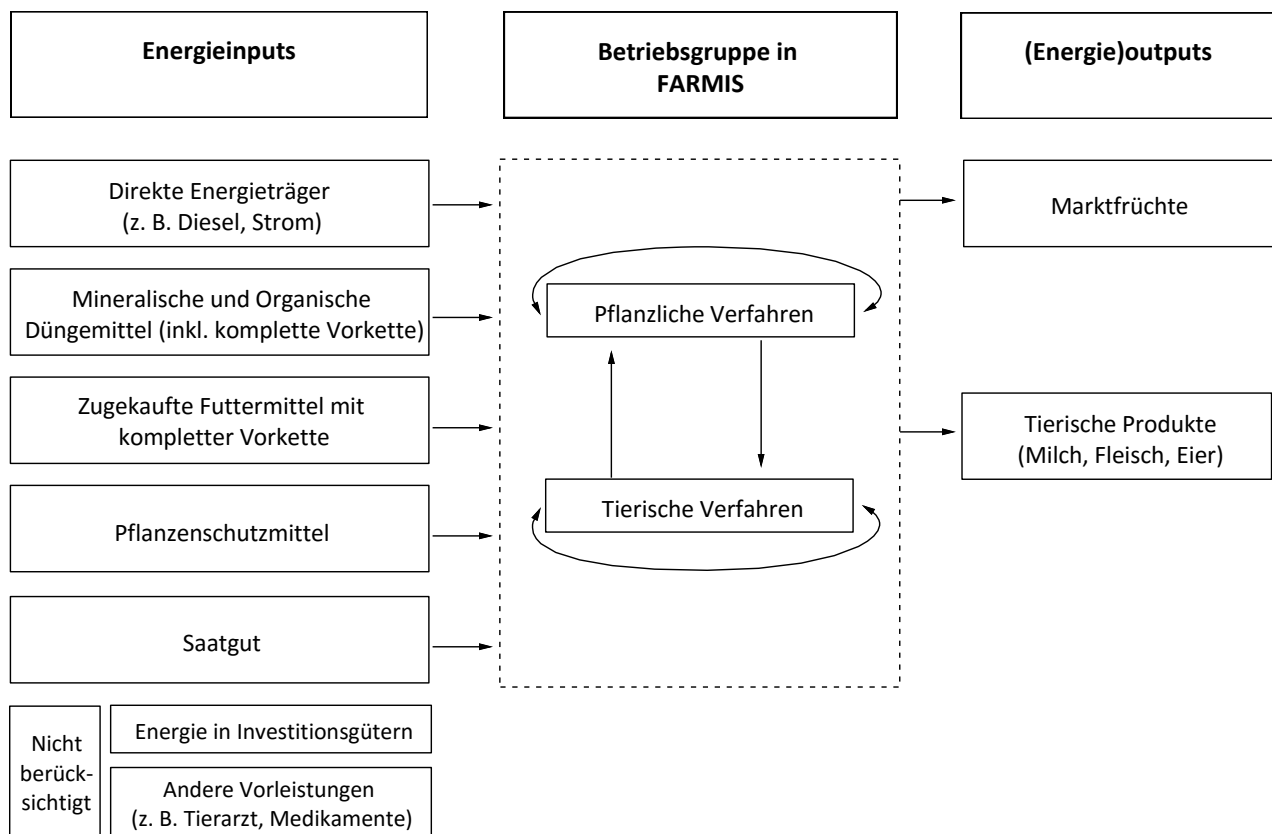 Energieinputs
Betriebsgruppe in
FARMIS
(Energie)outputs
Direkte Energieträger
(z. B. Diesel, Strom)
Mineralische und Organische
Düngemittel (inkl. komplette Vorkette)
Zugekaufte Futtermittel mit
kompletter Vorkette
Pflanzenschutzmittel
Saatgut
Nicht
berück-
sichtigt
Energie in Investitionsgütern
Andere Vorleistungen
(z. B. Tierarzt, Medikamente)
Pflanzliche Verfahren
Tierische Verfahren
Marktfrüchte
Tierische Produkte
(Milch, Fleisch, Eier)